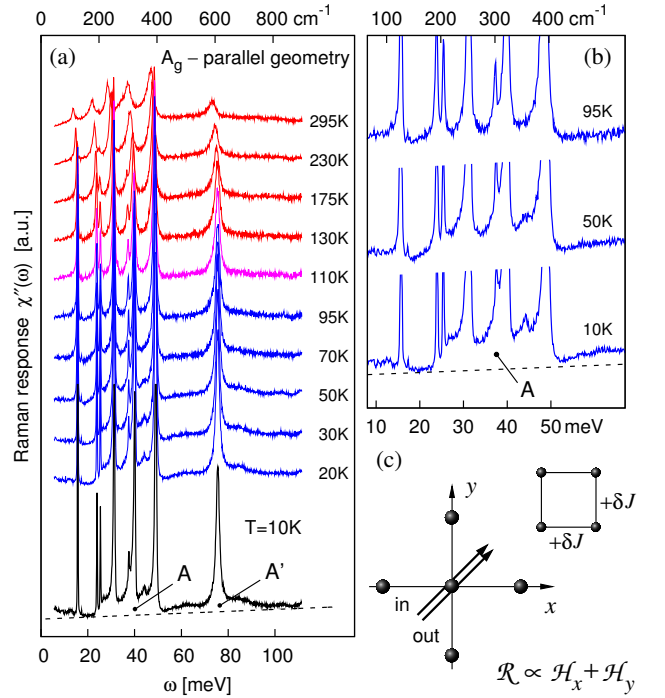 0 200 400 600 800 cm⁻¹
(a) A_g – parallel geometry
295K
230K
175K
130K
110K
95K
70K
50K
30K
20K
T=10K
A
A'
Raman response χ″(ω) [a.u.]
0 20 40 60 80 100
ω [meV]
100 200 300 400 cm⁻¹
(b)
95K
50K
10K
A
10 20 30 40 50 meV
(c)
y
+δJ
+δJ
in
x
out
ℛ ∝ ℋ_x + ℋ_y